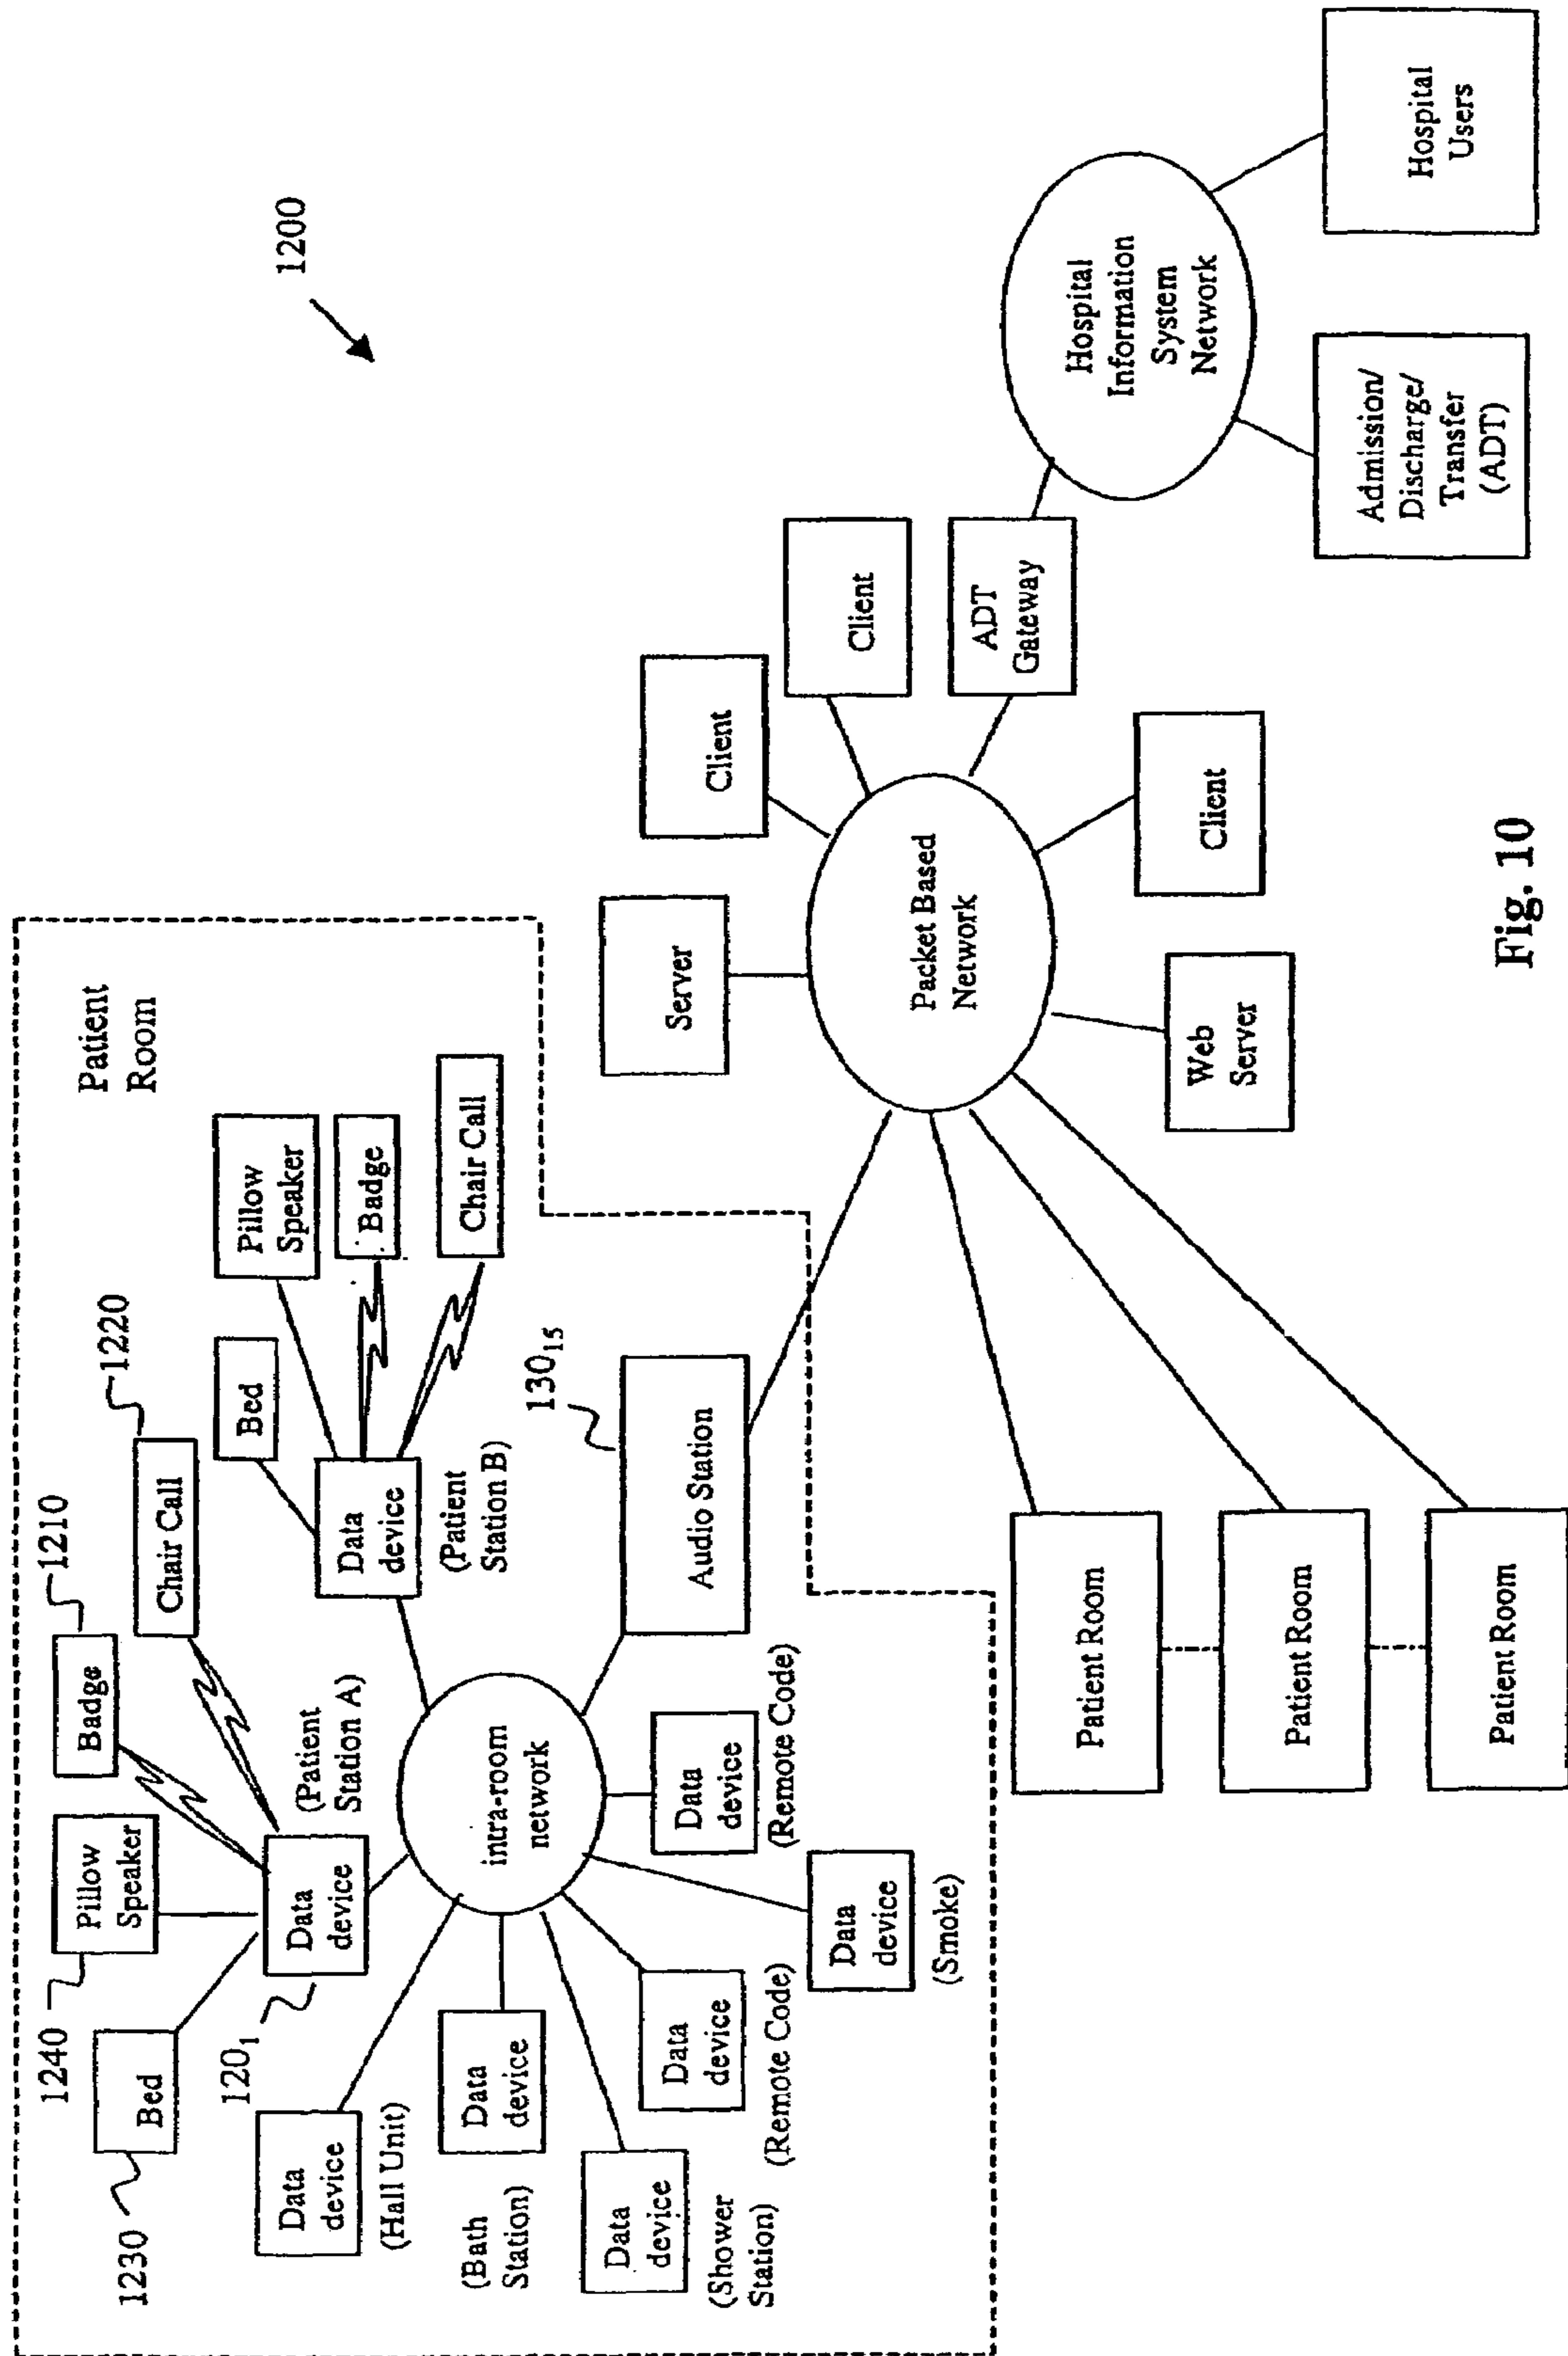 1200
Patient
Room
1240
Pillow
Speaker
1210
Badge
1220
Chair Call
1230
Bed
120₁
Data
device
(Patient
Station A)
Bed
Pillow
Speaker
Badge
Chair Call
Data
device
(Patient
Station B)
Data
device
(Hall Unit)
intra-room
network
(Bath
Station)
Data
device
Data
device
(Shower
Station)
Data
device
(Remote Code)
Data
device
(Smoke)
Data
device
(Remote Code)
130₁₅
Audio Station
Server
Client
Client
Packet Based
Network
ADT
Gateway
Web
Server
Client
Hospital
Information
System
Network
Admission/
Discharge/
Transfer
(ADT)
Hospital
Users
Patient Room
Patient Room
Patient Room
Fig. 10